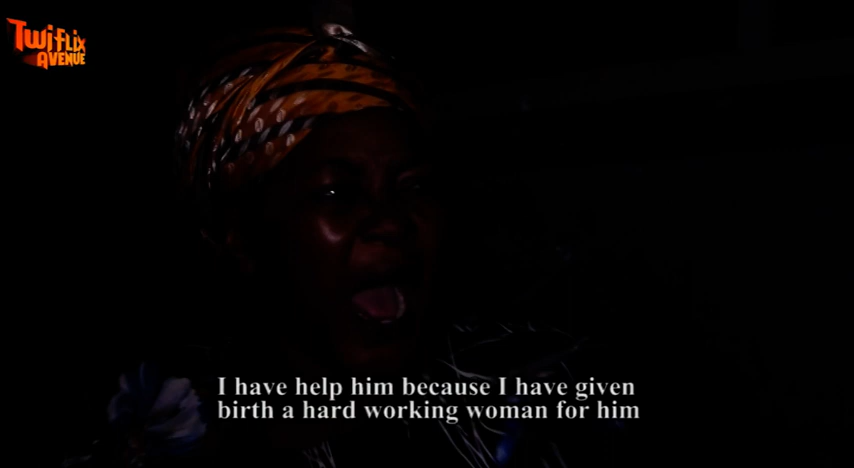 TwiFlix
AVENUE
I have help him because I have given
birth a hard working woman for him